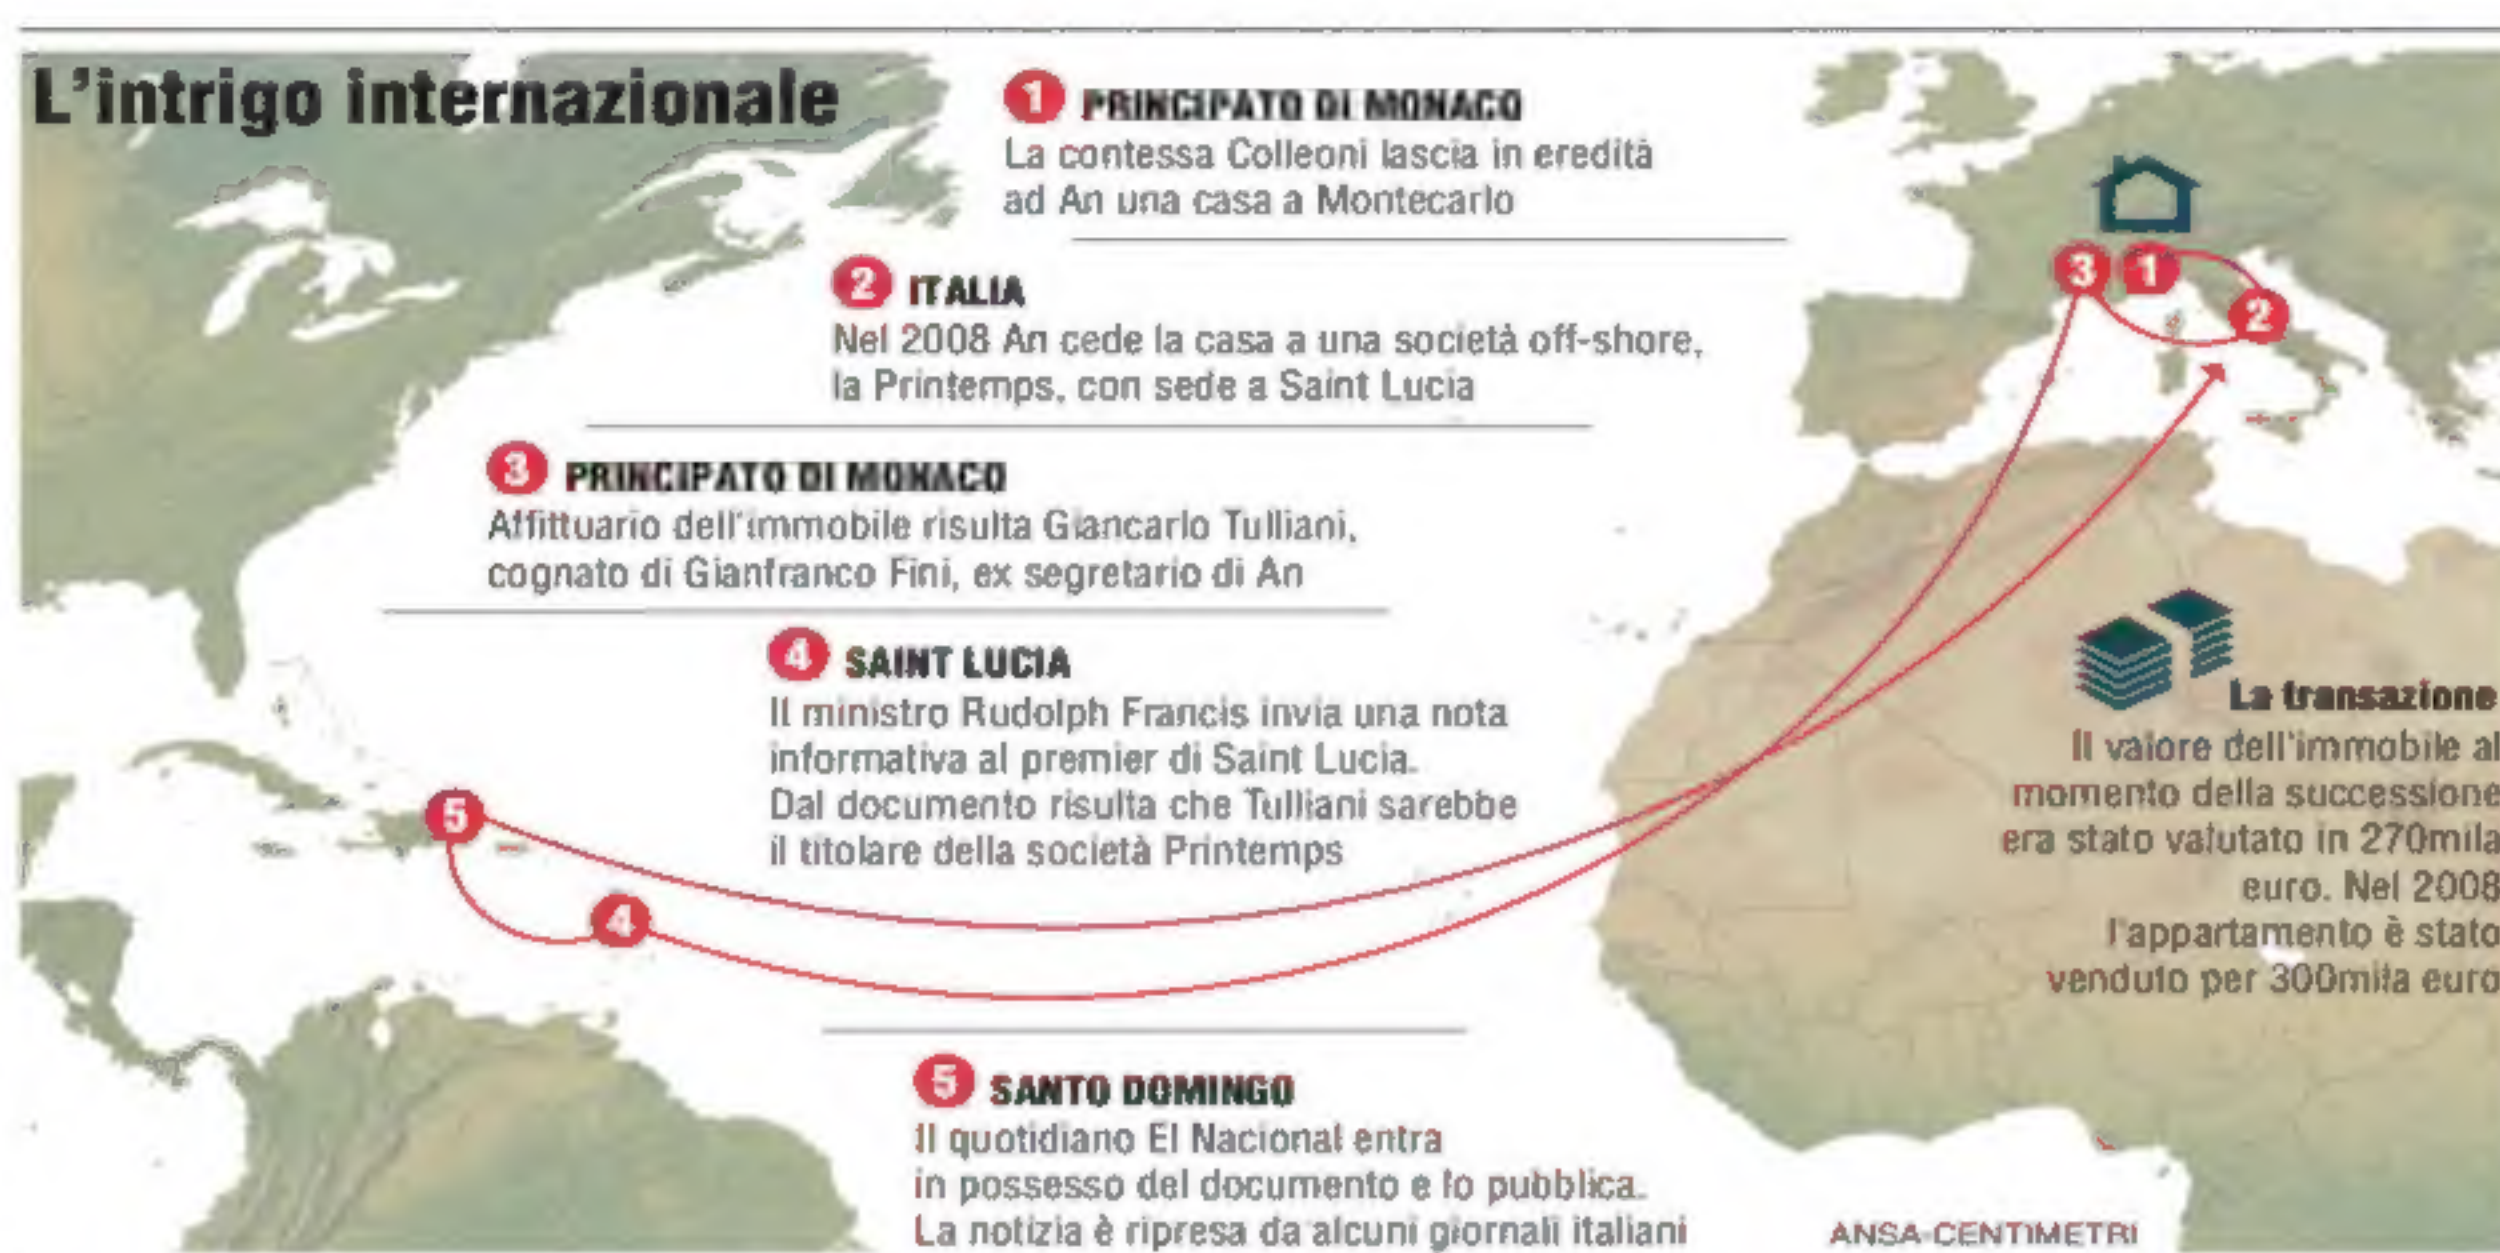 L'intrigo internazionale
1 PRINCIPATO DI MONACO
La contessa Colleoni lascia in eredità
ad An una casa a Montecarlo
2 ITALIA
Nel 2008 An cede la casa a una società off-shore,
la Printemps, con sede a Saint Lucia
3 PRINCIPATO DI MONACO
Affittuario dell'immobile risulta Giancarlo Tulliani,
cognato di Gianfranco Fini, ex segretario di An
4 SAINT LUCIA
Il ministro Rudolph Francis invia una nota
informativa al premier di Saint Lucia.
Dal documento risulta che Tulliani sarebbe
il titolare della società Printemps
5 SANTO DOMINGO
Il quotidiano El Nacional entra
in possesso del documento e lo pubblica.
La notizia è ripresa da alcuni giornali italiani
3 1
2
5
4
La transazione
Il valore dell'immobile al
momento della successione
era stato valutato in 270mila
euro. Nel 2008
l'appartamento è stato
venduto per 300mila euro
ANSA-CENTIMETRI